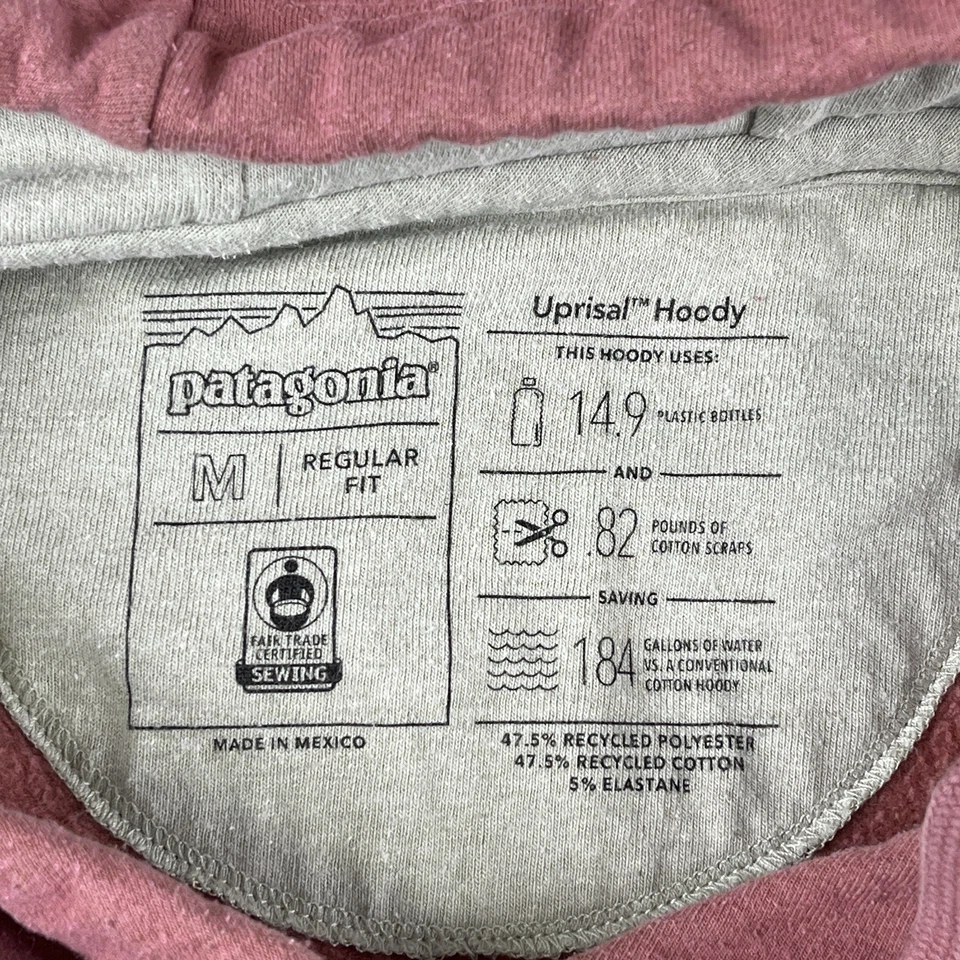 patagonia®
M
REGULAR
FIT
FAIR TRADE
CERTIFIED
SEWING
MADE IN MEXICO
Uprisal™ Hoody
THIS HOODY USES:
14.9 PLASTIC BOTTLES
AND
.82 POUNDS OF
COTTON SCRAPS
SAVING
184 GALLONS OF WATER
VS. A CONVENTIONAL
COTTON HOODY
47.5% RECYCLED POLYESTER
47.5% RECYCLED COTTON
5% ELASTANE